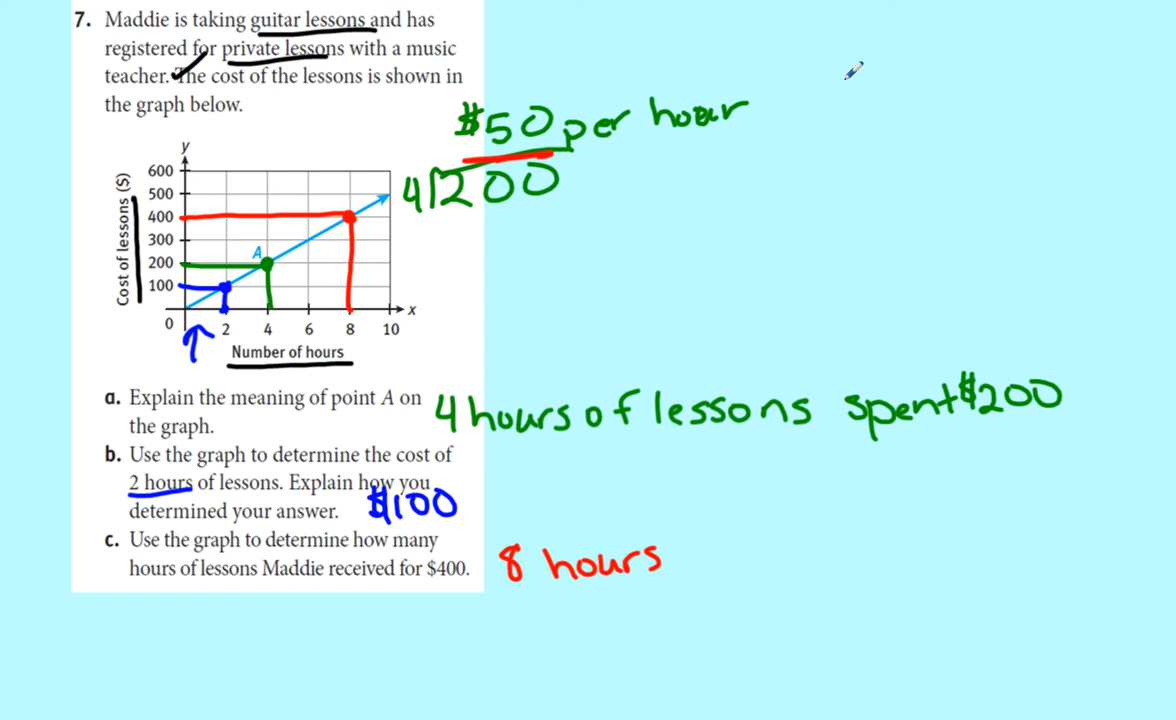 7. Maddie is taking guitar lessons and has
registered for private lessons with a music
teacher. The cost of the lessons is shown in
the graph below.
$50 per hour
4 200
y
600
500
400
300
200
100
0
2 4 6 8 10
x
A
Cost of lessons ($)
Number of hours
a. Explain the meaning of point A on
the graph.
4 hours of lessons spent $200
b. Use the graph to determine the cost of
2 hours of lessons. Explain how you
determined your answer.
$100
c. Use the graph to determine how many
hours of lessons Maddie received for $400.
8 hours